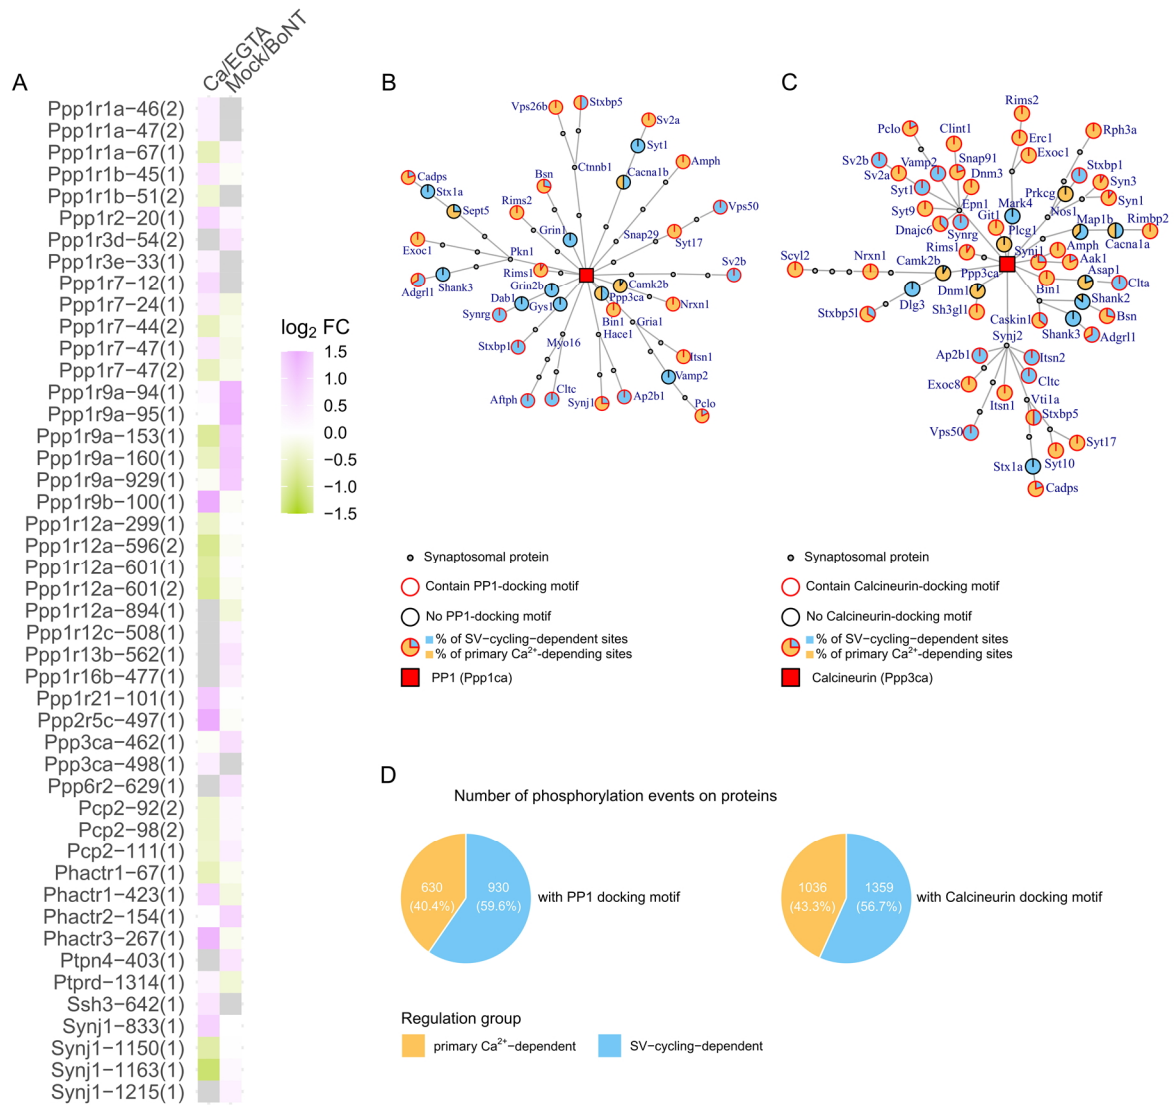 A
Ca/EGTA
Mock/BoNT
Ppp1r1a−46(2)
Ppp1r1a−47(2)
Ppp1r1a−67(1)
Ppp1r1b−45(1)
Ppp1r1b−51(2)
Ppp1r2−20(1)
Ppp1r3d−54(2)
Ppp1r3e−33(1)
Ppp1r7−12(1)
Ppp1r7−24(1)
Ppp1r7−44(2)
Ppp1r7−47(1)
Ppp1r7−47(2)
Ppp1r9a−94(1)
Ppp1r9a−95(1)
Ppp1r9a−153(1)
Ppp1r9a−160(1)
Ppp1r9a−929(1)
Ppp1r9b−100(1)
Ppp1r12a−299(1)
Ppp1r12a−596(2)
Ppp1r12a−601(1)
Ppp1r12a−601(2)
Ppp1r12a−894(1)
Ppp1r12c−508(1)
Ppp1r13b−562(1)
Ppp1r16b−477(1)
Ppp1r21−101(1)
Ppp2r5c−497(1)
Ppp3ca−462(1)
Ppp3ca−498(1)
Ppp6r2−629(1)
Pcp2−92(2)
Pcp2−98(2)
Pcp2−111(1)
Phactr1−67(1)
Phactr1−423(1)
Phactr2−154(1)
Phactr3−267(1)
Ptpn4−403(1)
Ptprd−1314(1)
Ssh3−642(1)
Synj1−833(1)
Synj1−1150(1)
Synj1−1163(1)
Synj1−1215(1)
log2 FC
1.5
1.0
0.5
0.0
−0.5
−1.0
−1.5
B
Vps26b
Stxbp5
Sv2a
Syt1
Ctnnb1
Cacna1b
Amph
Bsn
Cadps
Stx1a
Sept5
Rims2
Vps50
Grin1
Snap29
Syt17
Exoc1
Pkn1
Rims1
Sv2b
Adgrl1
Shank3
Grin2b
Camk2b
Dab1
Gys1
Ppp3ca
Nrxn1
Synrg
Bin1
Gria1
Hace1
Stxbp1
Myo16
Itsn1
Vamp2
Aftph
Cltc
Synj1
Ap2b1
Pclo
Synaptosomal protein
Contain PP1−docking motif
No PP1−docking motif
% of SV−cycling−dependent sites
% of primary Ca2+−depending sites
PP1 (Ppp1ca)
C
Rims2
Pclo
Clint1
Erc1
Rph3a
Exoc1
Sv2b
Vamp2
Snap91
Stxbp1
Sv2a
Dnm3
Syn3
Syt1
Prkcg
Syn1
Epn1
Mark4
Syt9
Nos1
Git1
Map1b
Rimbp2
Dnajc6
Synrg
Plcg1
Cacna1a
Rims1
Synj1
Amph
Scyl2
Nrxn1
Camk2b
Aak1
Ppp3ca
Asap1
Dnm1
Bin1
Clta
Dlg3
Shank2
Stxbp5l
Sh3gl1
Caskin1
Bsn
Shank3
Synj2
Adgrl1
Ap2b1
Itsn2
Exoc8
Cltc
Itsn1
Vti1a
Stxbp5
Vps50
Syt17
Stx1a
Syt10
Cadps
Synaptosomal protein
Contain Calcineurin−docking motif
No Calcineurin−docking motif
% of SV−cycling−dependent sites
% of primary Ca2+−depending sites
Calcineurin (Ppp3ca)
D
Number of phosphorylation events on proteins
630
(40.4%)
930
(59.6%)
with PP1 docking motif
1036
(43.3%)
1359
(56.7%)
with Calcineurin docking motif
Regulation group
primary Ca2+−dependent
SV−cycling−dependent